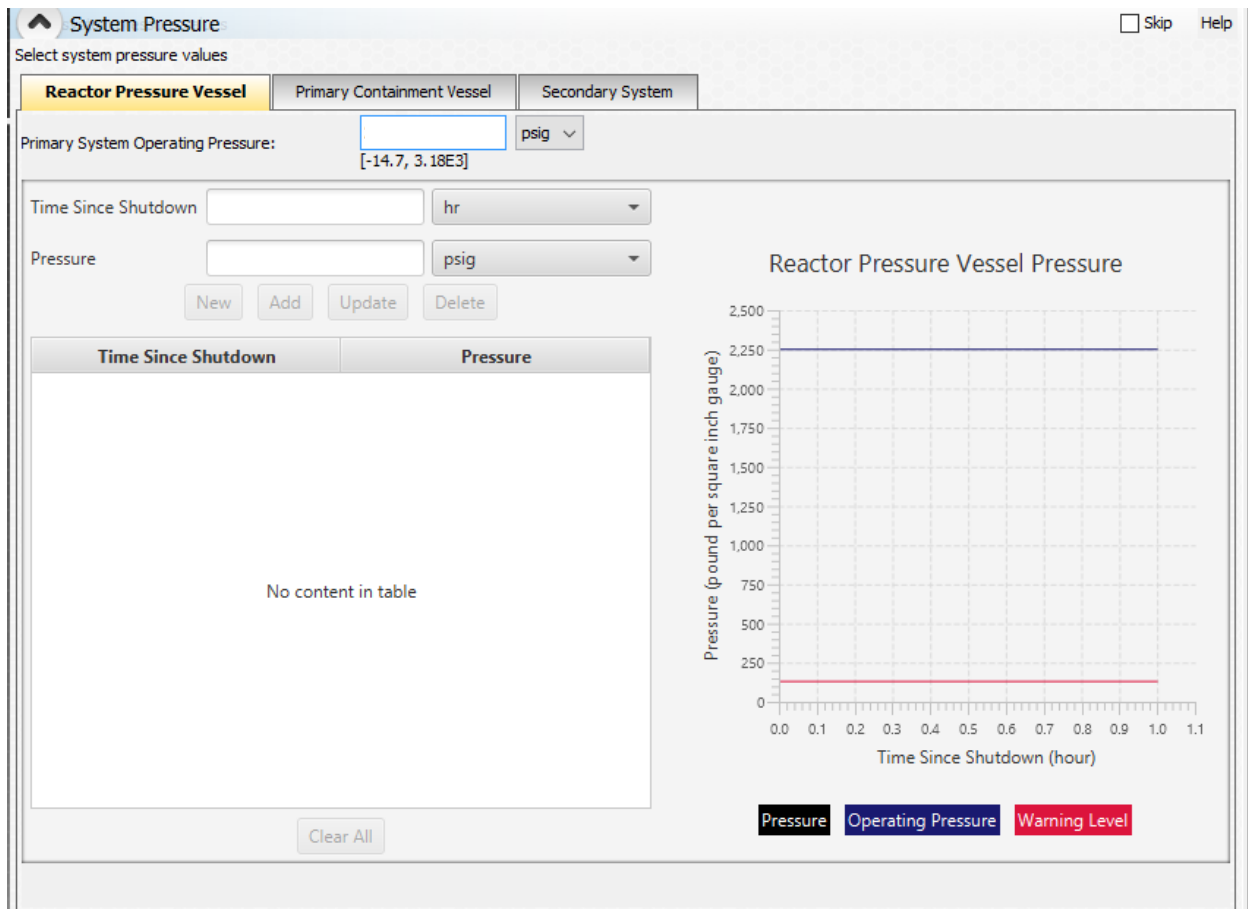 System Pressure
Skip Help
Select system pressure values
Reactor Pressure Vessel Primary Containment Vessel Secondary System
Primary System Operating Pressure: psig
[-14.7, 3.18E3]
Time Since Shutdown hr
Pressure psig
New Add Update Delete
Time Since Shutdown Pressure
No content in table
Clear All
Reactor Pressure Vessel Pressure
Pressure (pound per square inch gauge)
2,500
2,250
2,000
1,750
1,500
1,250
1,000
750
500
250
0
0.0 0.1 0.2 0.3 0.4 0.5 0.6 0.7 0.8 0.9 1.0 1.1
Time Since Shutdown (hour)
Pressure Operating Pressure Warning Level